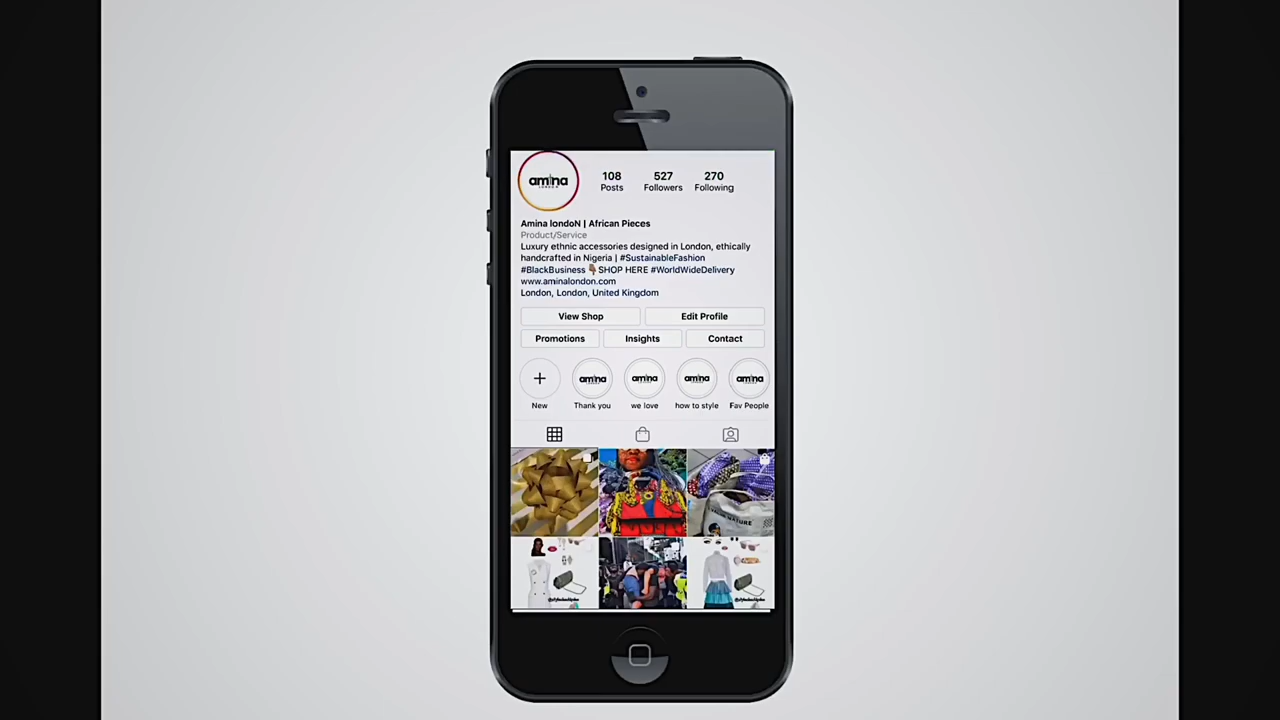 amina
LONDON
108 527 270
Posts Followers Following
Amina londoN | African Pieces
Product/Service
Luxury ethnic accessories designed in London, ethically
handcrafted in Nigeria | #SustainableFashion
#BlackBusiness 👇🏾SHOP HERE #WorldWideDelivery
www.aminalondon.com
London, London, United Kingdom
View Shop Edit Profile
Promotions Insights Contact
amina amina amina amina
New Thank you we love how to style Fav People
NATURE